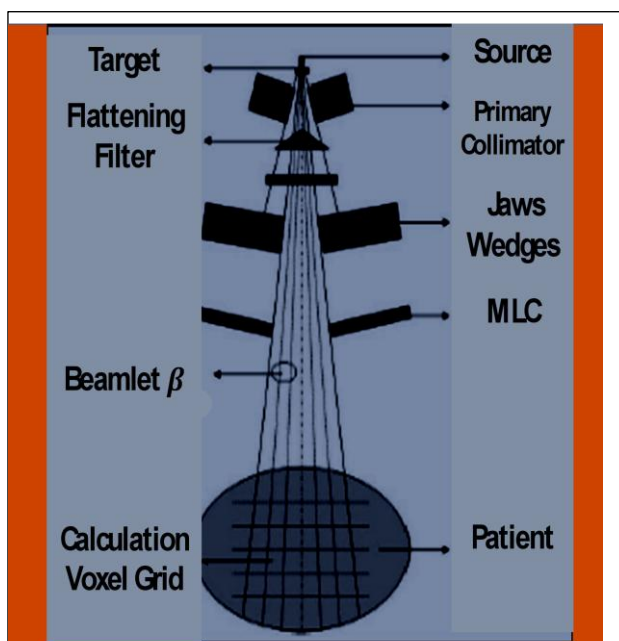 Target
Source
Flattening
Filter
Primary
Collimator
Jaws
Wedges
MLC
Beamlet β
Calculation
Voxel Grid
Patient